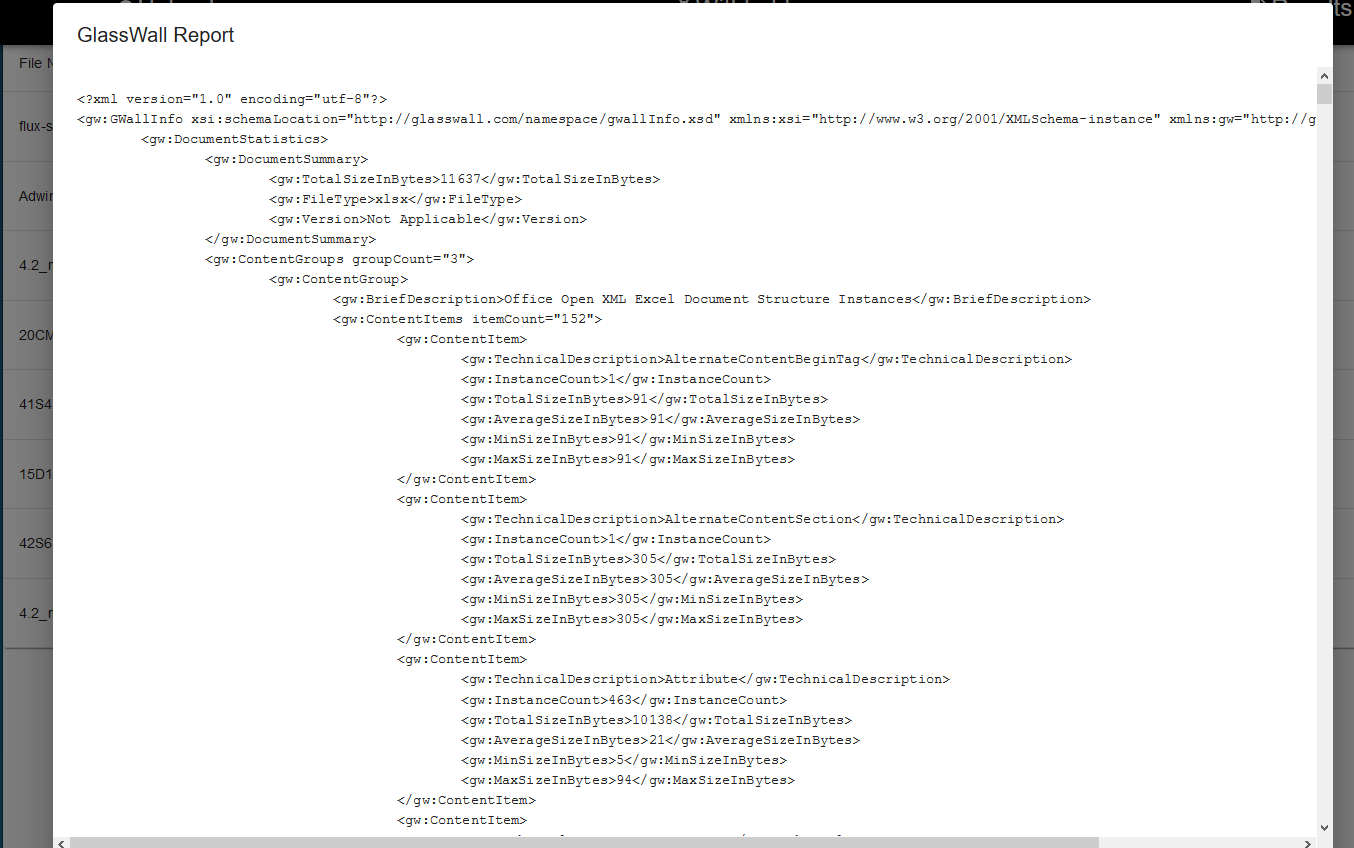 GlassWall Report
File N
flux-s
Adwin
4.2_r
20CM
41S4
15D1
42S6
4.2_r
<?xml version="1.0" encoding="utf-8"?>
<gw:GWallInfo xsi:schemaLocation="http://glasswall.com/namespace/gwallInfo.xsd" xmlns:xsi="http://www.w3.org/2001/XMLSchema-instance" xmlns:gw="http://g
<gw:DocumentStatistics>
<gw:DocumentSummary>
<gw:TotalSizeInBytes>11637</gw:TotalSizeInBytes>
<gw:FileType>xlsx</gw:FileType>
<gw:Version>Not Applicable</gw:Version>
</gw:DocumentSummary>
<gw:ContentGroups groupCount="3">
<gw:ContentGroup>
<gw:BriefDescription>Office Open XML Excel Document Structure Instances</gw:BriefDescription>
<gw:ContentItems itemCount="152">
<gw:ContentItem>
<gw:TechnicalDescription>AlternateContentBeginTag</gw:TechnicalDescription>
<gw:InstanceCount>1</gw:InstanceCount>
<gw:TotalSizeInBytes>91</gw:TotalSizeInBytes>
<gw:AverageSizeInBytes>91</gw:AverageSizeInBytes>
<gw:MinSizeInBytes>91</gw:MinSizeInBytes>
<gw:MaxSizeInBytes>91</gw:MaxSizeInBytes>
</gw:ContentItem>
<gw:ContentItem>
<gw:TechnicalDescription>AlternateContentSection</gw:TechnicalDescription>
<gw:InstanceCount>1</gw:InstanceCount>
<gw:TotalSizeInBytes>305</gw:TotalSizeInBytes>
<gw:AverageSizeInBytes>305</gw:AverageSizeInBytes>
<gw:MinSizeInBytes>305</gw:MinSizeInBytes>
<gw:MaxSizeInBytes>305</gw:MaxSizeInBytes>
</gw:ContentItem>
<gw:ContentItem>
<gw:TechnicalDescription>Attribute</gw:TechnicalDescription>
<gw:InstanceCount>463</gw:InstanceCount>
<gw:TotalSizeInBytes>10138</gw:TotalSizeInBytes>
<gw:AverageSizeInBytes>21</gw:AverageSizeInBytes>
<gw:MinSizeInBytes>5</gw:MinSizeInBytes>
<gw:MaxSizeInBytes>94</gw:MaxSizeInBytes>
</gw:ContentItem>
<gw:ContentItem>